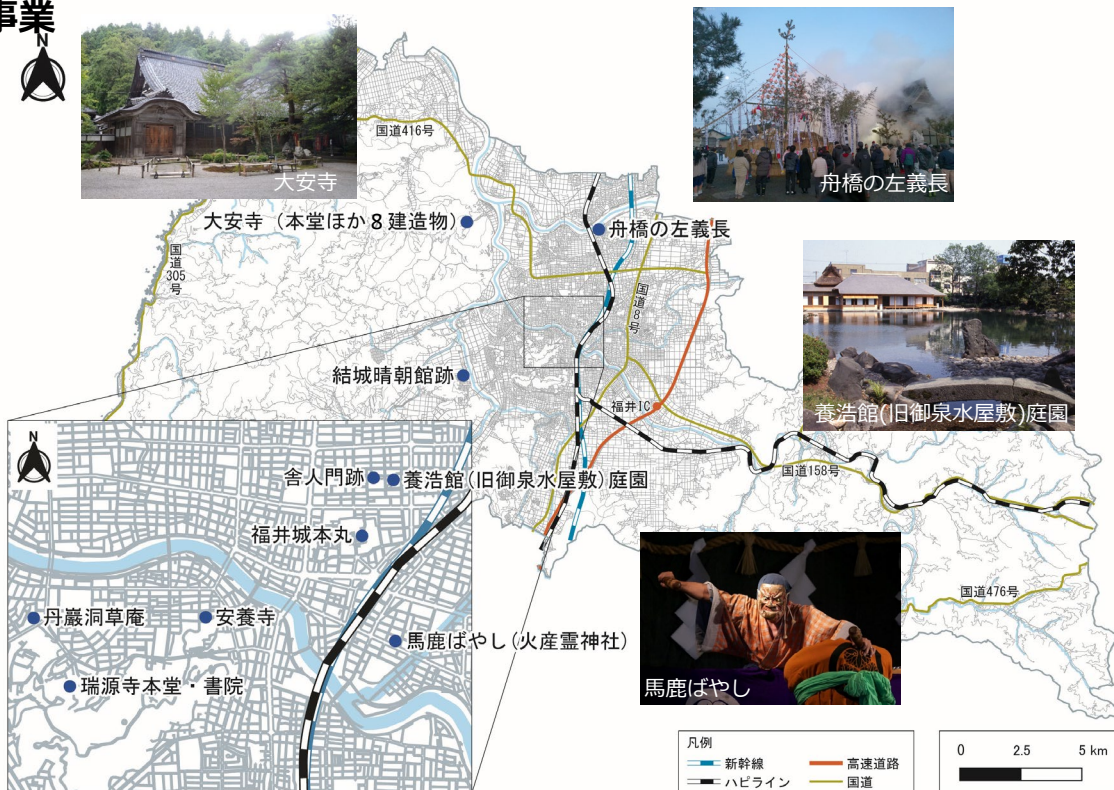 事業
N
大安寺
舟橋の左義長
国道416号
大安寺（本堂ほか８建造物）
舟橋の左義長
国道305号
国道8号
養浩館(旧御泉水屋敷)庭園
結城晴朝館跡
福井IC
国道158号
N
舎人門跡
養浩館(旧御泉水屋敷)庭園
福井城本丸
国道476号
丹巌洞草庵
安養寺
馬鹿ばやし(火産霊神社)
瑞源寺本堂・書院
馬鹿ばやし
凡例
新幹線
高速道路
ハピライン
国道
0 2.5 5 km